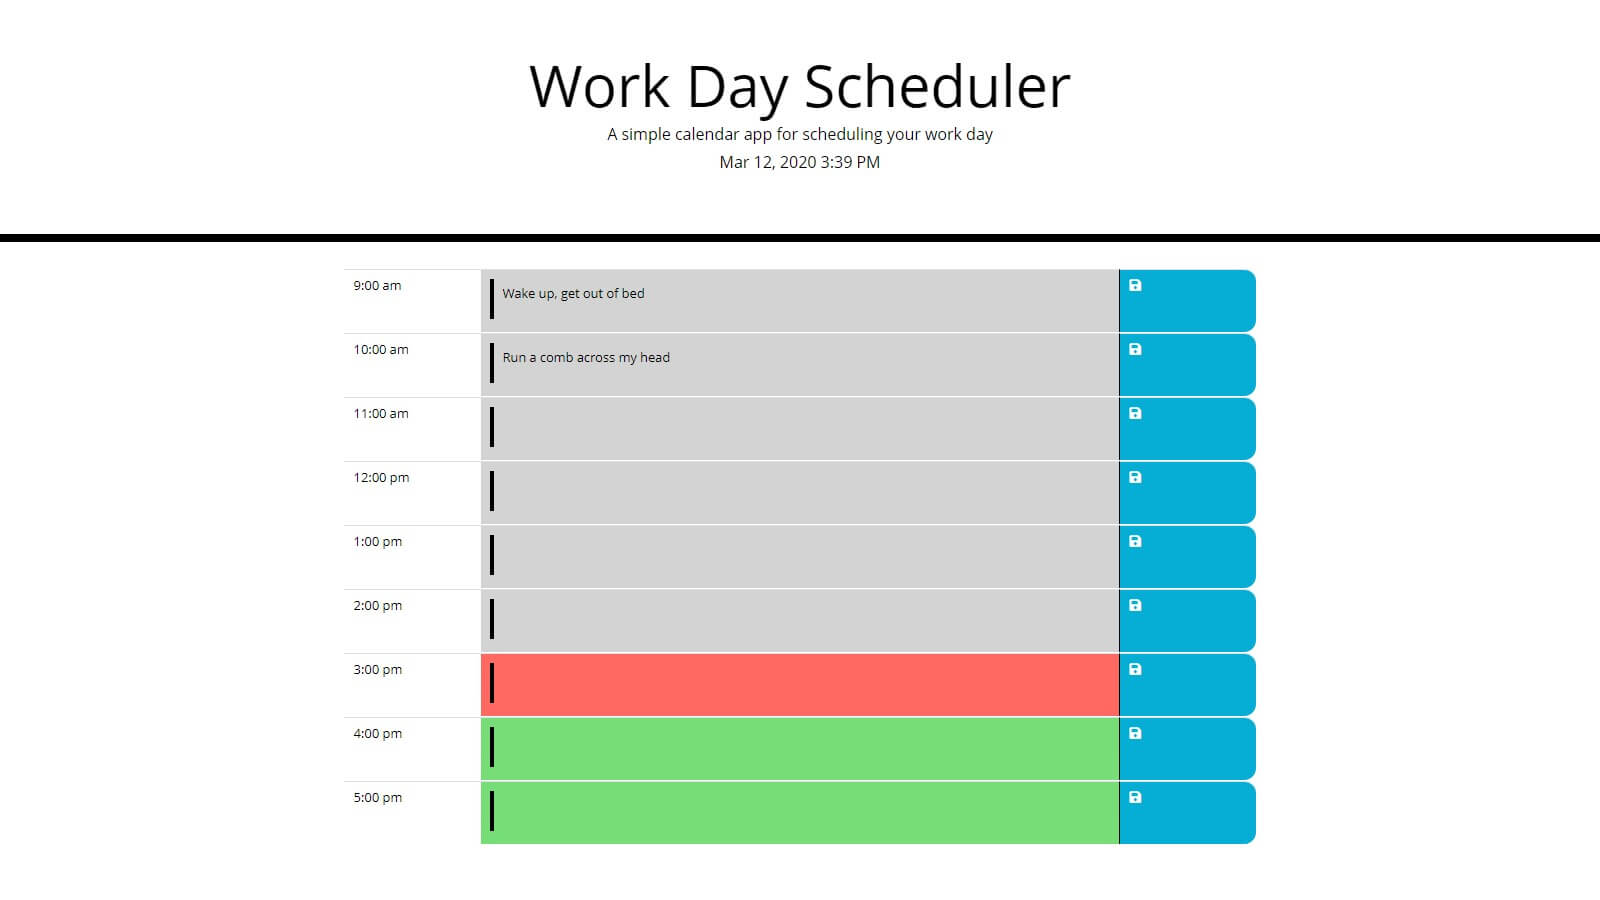 Work Day Scheduler
A simple calendar app for scheduling your work day
Mar 12, 2020 3:39 PM
9:00 am Wake up, get out of bed
10:00 am Run a comb across my head
11:00 am
12:00 pm
1:00 pm
2:00 pm
3:00 pm
4:00 pm
5:00 pm